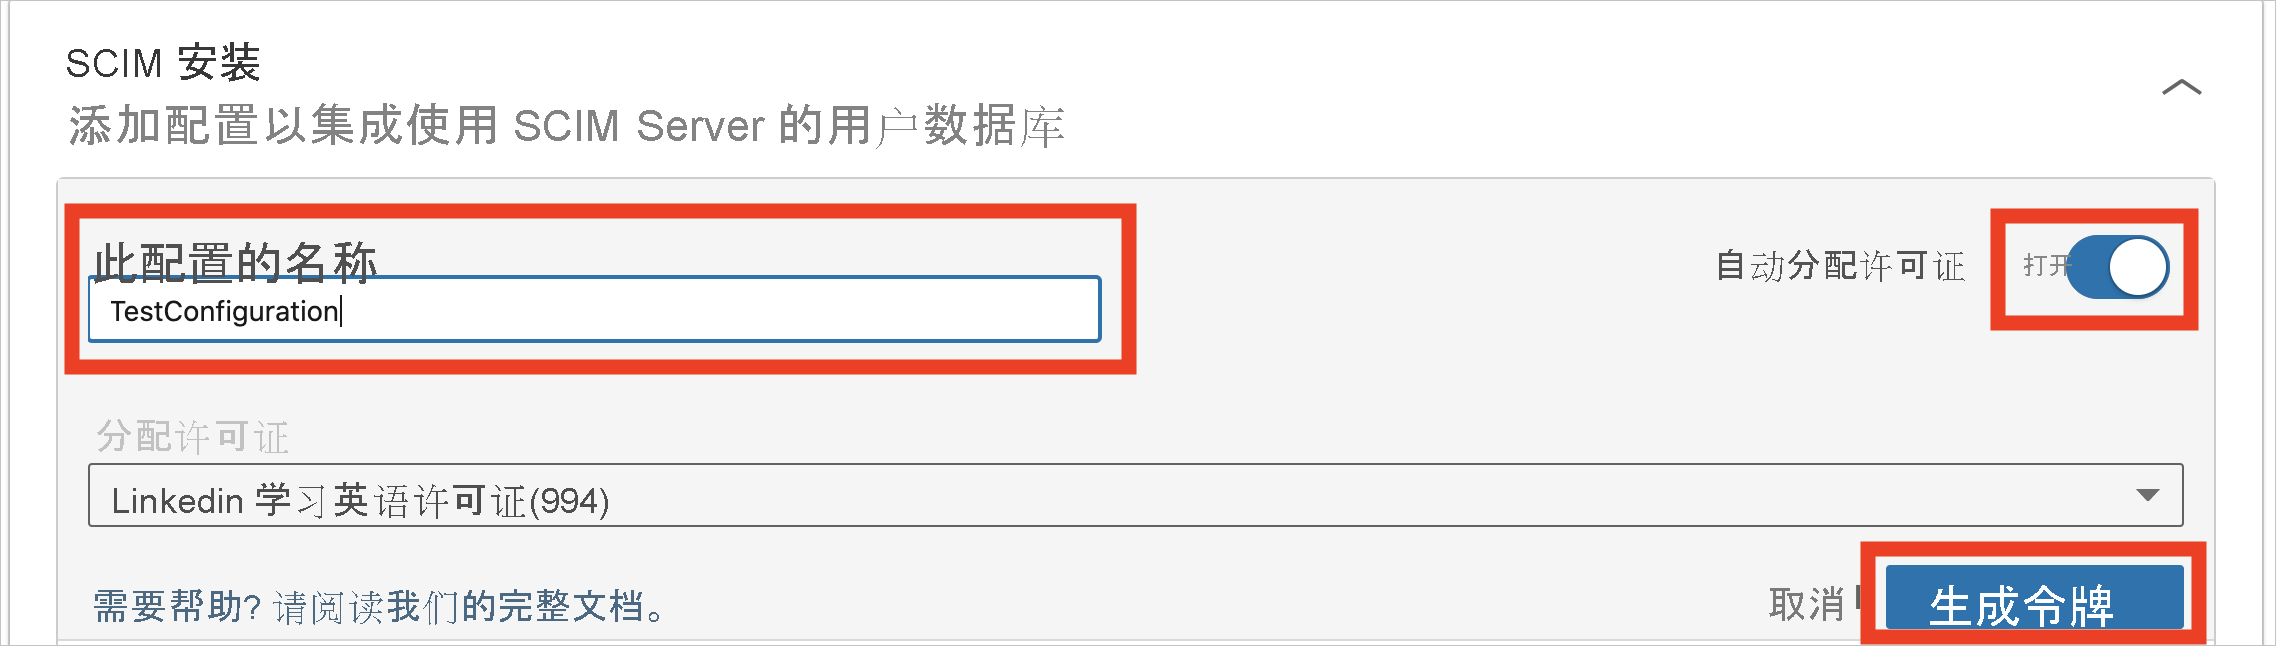 SCIM 安装
添加配置以集成使用 SCIM Server 的用户数据库
此配置的名称
TestConfiguration
自动分配许可证
打开
分配许可证
Linkedin 学习英语许可证(994)
需要帮助? 请阅读我们的完整文档。
取消
生成令牌